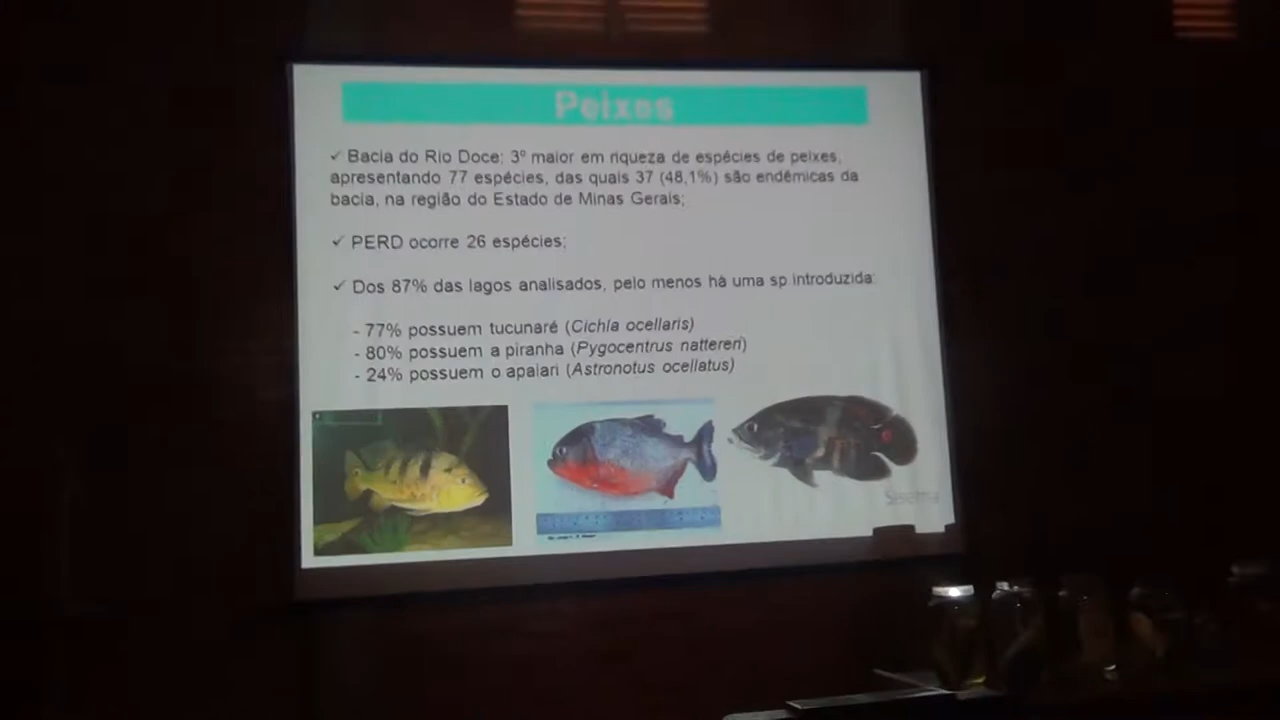 Peixes
✓ Bacia do Rio Doce: 3º maior em riqueza de espécies de peixes,
apresentando 77 espécies, das quais 37 (48,1%) são endêmicas da
bacia, na região do Estado de Minas Gerais;
✓ PERD ocorre 26 espécies;
✓ Dos 87% das lagos analisados, pelo menos há uma sp introduzida:
- 77% possuem tucunaré (Cichla ocellaris)
- 80% possuem a piranha (Pygocentrus nattereri)
- 24% possuem o apaiari (Astronotus ocellatus)